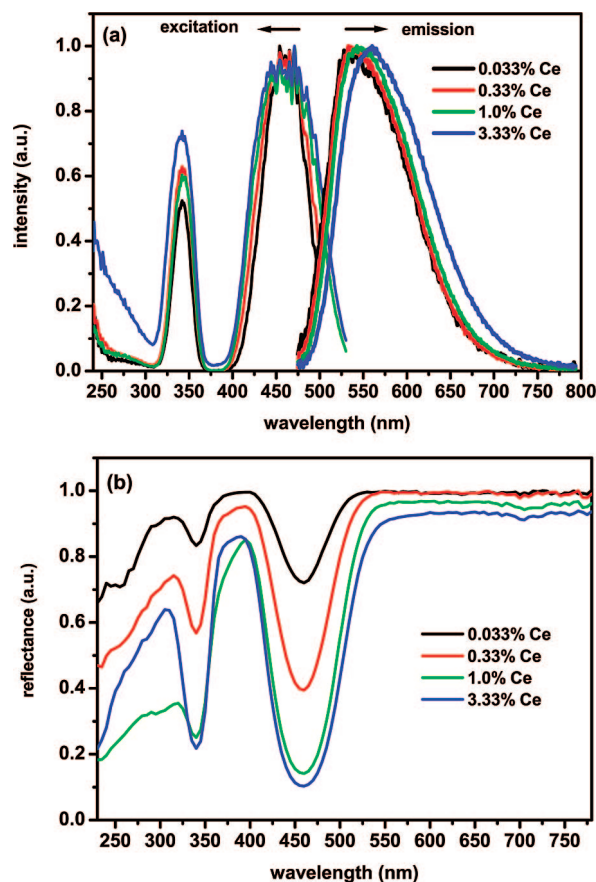 (a)
excitation
emission
0.033% Ce
0.33% Ce
1.0% Ce
3.33% Ce
intensity (a.u.)
1.0
0.8
0.6
0.4
0.2
0.0
250 300 350 400 450 500 550 600 650 700 750 800
wavelength (nm)
(b)
0.033% Ce
0.33% Ce
1.0% Ce
3.33% Ce
reflectance (a.u.)
1.0
0.8
0.6
0.4
0.2
0.0
250 300 350 400 450 500 550 600 650 700 750
wavelength (nm)